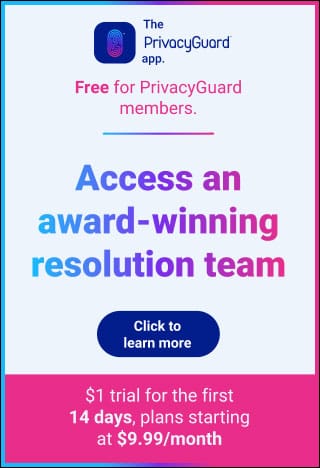 The
PrivacyGuard
app.
Free for PrivacyGuard
members.
Access an
award-winning
resolution team
Click to
learn more
$1 trial for the first
14 days, plans starting
at $9.99/month